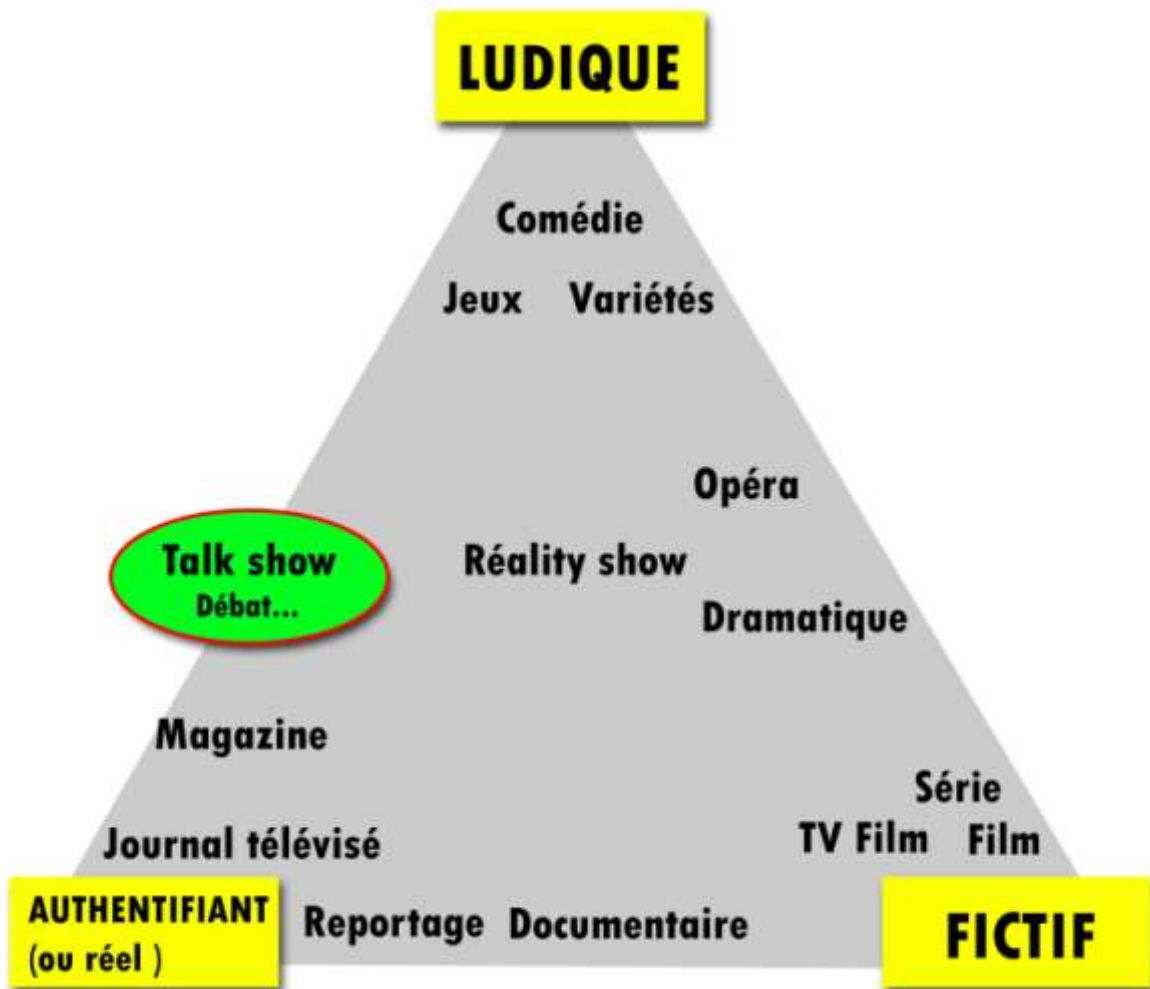 LUDIQUE
Comédie
Jeux Variétés
Opéra
Talk show
Débat...
Réality show
Dramatique
Magazine
Série
TV Film Film
Journal télévisé
AUTHENTIFIANT
(ou réel )
Reportage Documentaire
FICTIF